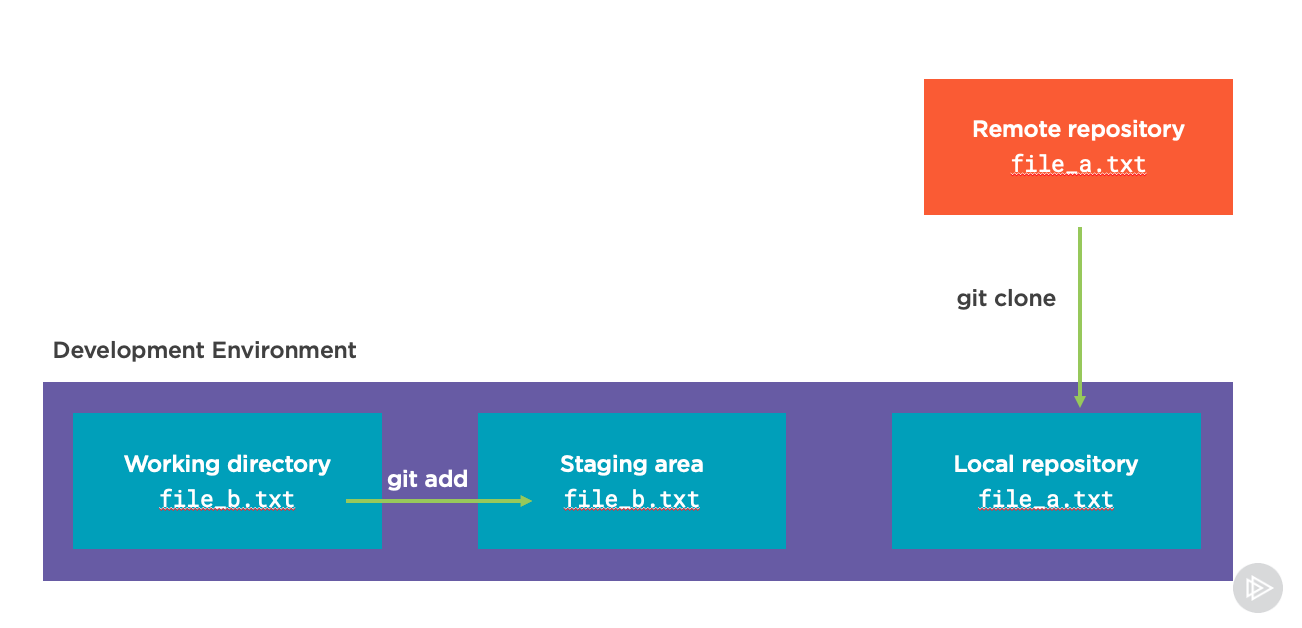 Remote repository
file_a.txt
git clone
Development Environment
Working directory
file_b.txt
git add
Staging area
file_b.txt
Local repository
file_a.txt